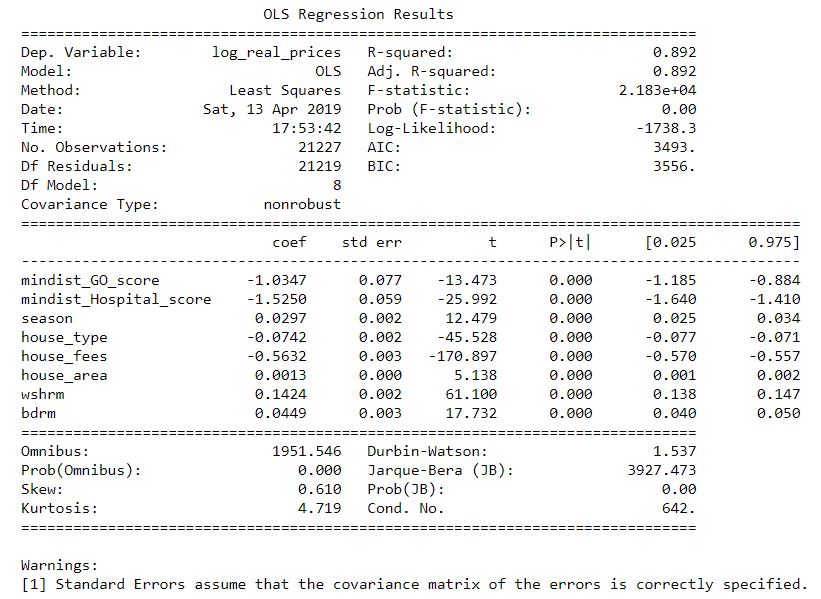 OLS Regression Results
==============================================================================
Dep. Variable:        log_real_prices   R-squared:                       0.892
Model:                            OLS   Adj. R-squared:                  0.892
Method:                 Least Squares   F-statistic:                 2.183e+04
Date:                Sat, 13 Apr 2019   Prob (F-statistic):               0.00
Time:                        17:53:42   Log-Likelihood:                -1738.3
No. Observations:               21227   AIC:                             3493.
Df Residuals:                   21219   BIC:                             3556.
Df Model:                           8
Covariance Type:            nonrobust
==========================================================================================
                             coef    std err          t      P>|t|      [0.025      0.975]
------------------------------------------------------------------------------------------
mindist_GO_score          -1.0347      0.077    -13.473      0.000      -1.185      -0.884
mindist_Hospital_score    -1.5250      0.059    -25.992      0.000      -1.640      -1.410
season                     0.0297      0.002     12.479      0.000       0.025       0.034
house_type                -0.0742      0.002    -45.528      0.000      -0.077      -0.071
house_fees                -0.5632      0.003   -170.897      0.000      -0.570      -0.557
house_area                 0.0013      0.000      5.138      0.000       0.001       0.002
wshrm                      0.1424      0.002     61.100      0.000       0.138       0.147
bdrm                       0.0449      0.003     17.732      0.000       0.040       0.050
==============================================================================
Omnibus:                     1951.546   Durbin-Watson:                   1.537
Prob(Omnibus):                  0.000   Jarque-Bera (JB):             3927.473
Skew:                           0.610   Prob(JB):                         0.00
Kurtosis:                       4.719   Cond. No.                         642.
==============================================================================
Warnings:
[1] Standard Errors assume that the covariance matrix of the errors is correctly specified.